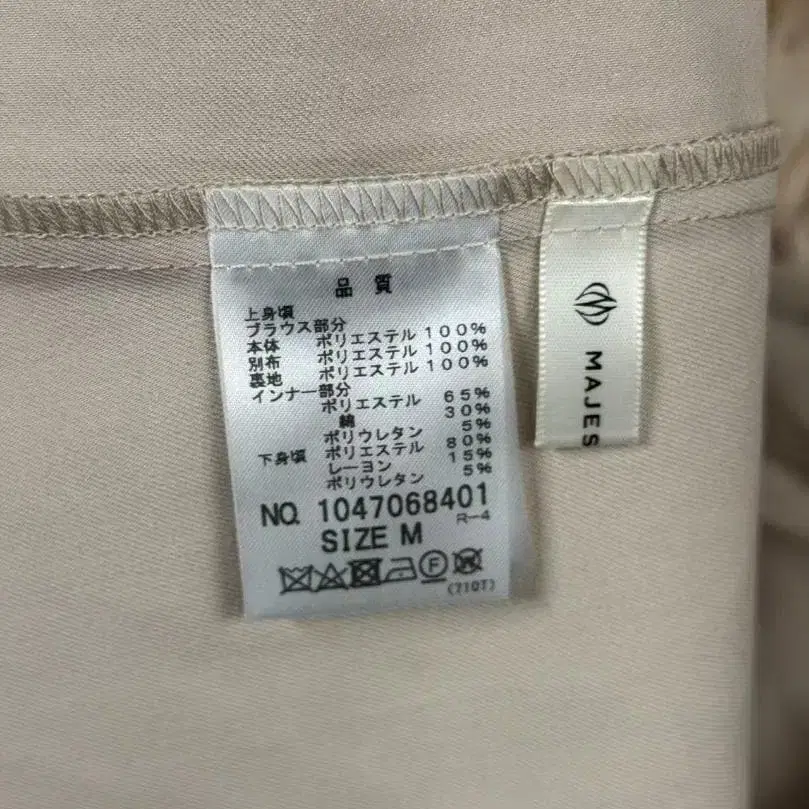 品質
上身頃
ブラウス部分
本体 ポリエステル 100%
別布 ポリエステル 100%
裏地 ポリエステル 100%
インナー部分
ポリエステル 65%
綿 30%
ポリウレタン 5%
下身頃 ポリエステル 80%
レーヨン 15%
ポリウレタン 5%
NO. 1047068401
R-4
SIZE M
F W
(710T)
MAJES